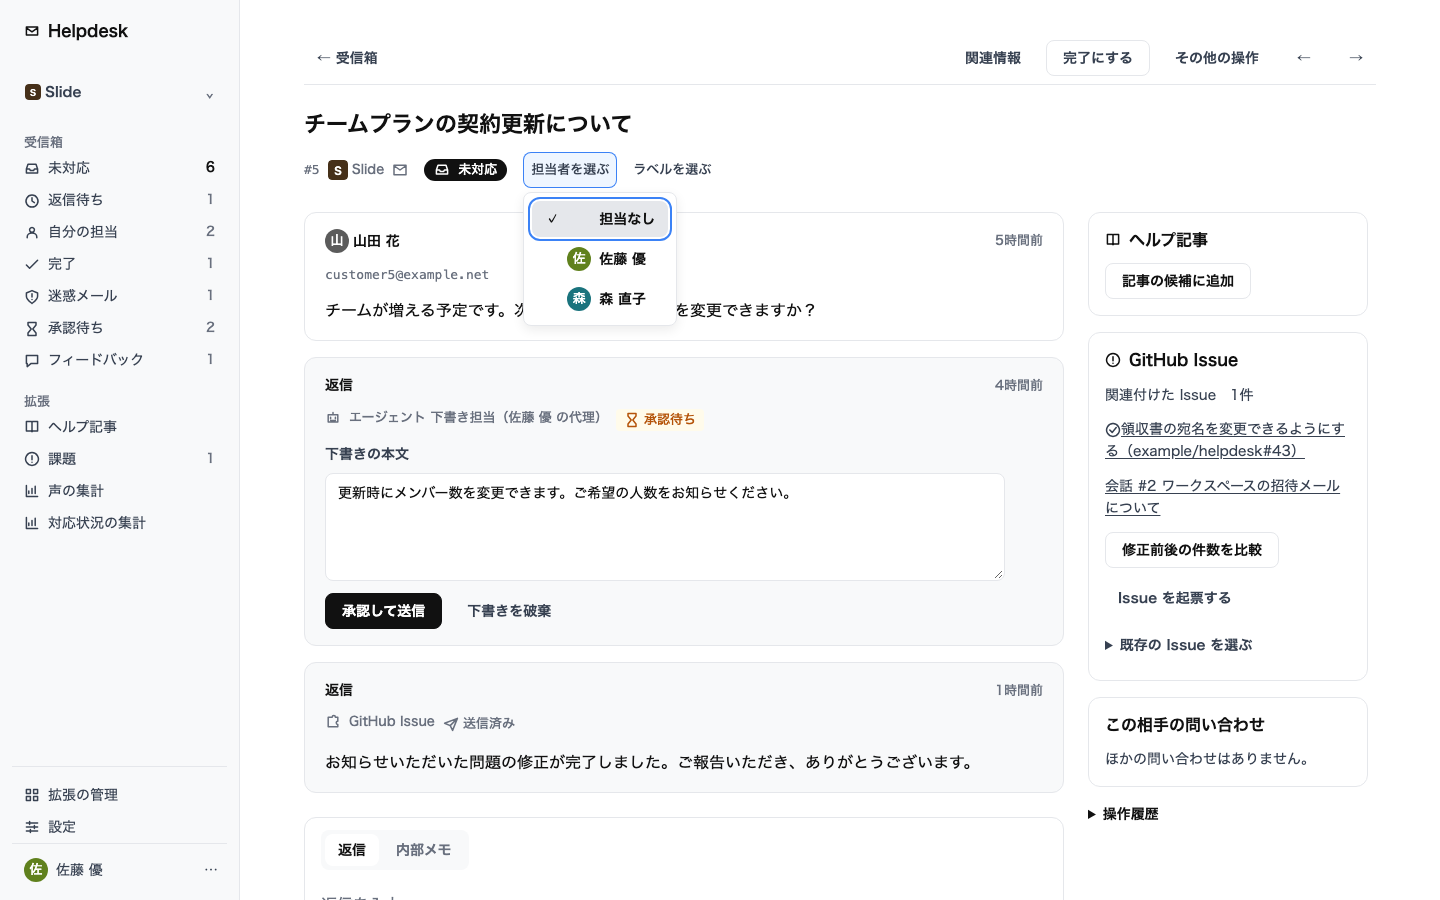 Helpdesk
S Slide
受信箱
未対応 6
返信待ち 1
自分の担当 2
完了 1
迷惑メール 1
承認待ち 2
フィードバック 1
拡張
ヘルプ記事
課題 1
声の集計
対応状況の集計
拡張の管理
設定
佐 佐藤 優 …
← 受信箱
関連情報 完了にする その他の操作 ← →
チームプランの契約更新について
#5 S Slide 未対応 担当者を選ぶ ラベルを選ぶ
✓ 担当なし
佐 佐藤 優
森 森 直子
山 山田 花 5時間前
customer5@example.net
チームが増える予定です。 を変更できますか？
返信 4時間前
エージェント 下書き担当（佐藤 優 の代理） 承認待ち
下書きの本文
更新時にメンバー数を変更できます。ご希望の人数をお知らせください。
承認して送信 下書きを破棄
返信 1時間前
GitHub Issue 送信済み
お知らせいただいた問題の修正が完了しました。ご報告いただき、ありがとうございます。
返信 内部メモ
ヘルプ記事
記事の候補に追加
GitHub Issue
関連付けた Issue 1件
領収書の宛名を変更できるようにす
る（example/helpdesk#43）
会話 #2 ワークスペースの招待メール
について
修正前後の件数を比較
Issue を起票する
▶ 既存の Issue を選ぶ
この相手の問い合わせ
ほかの問い合わせはありません。
▶ 操作履歴